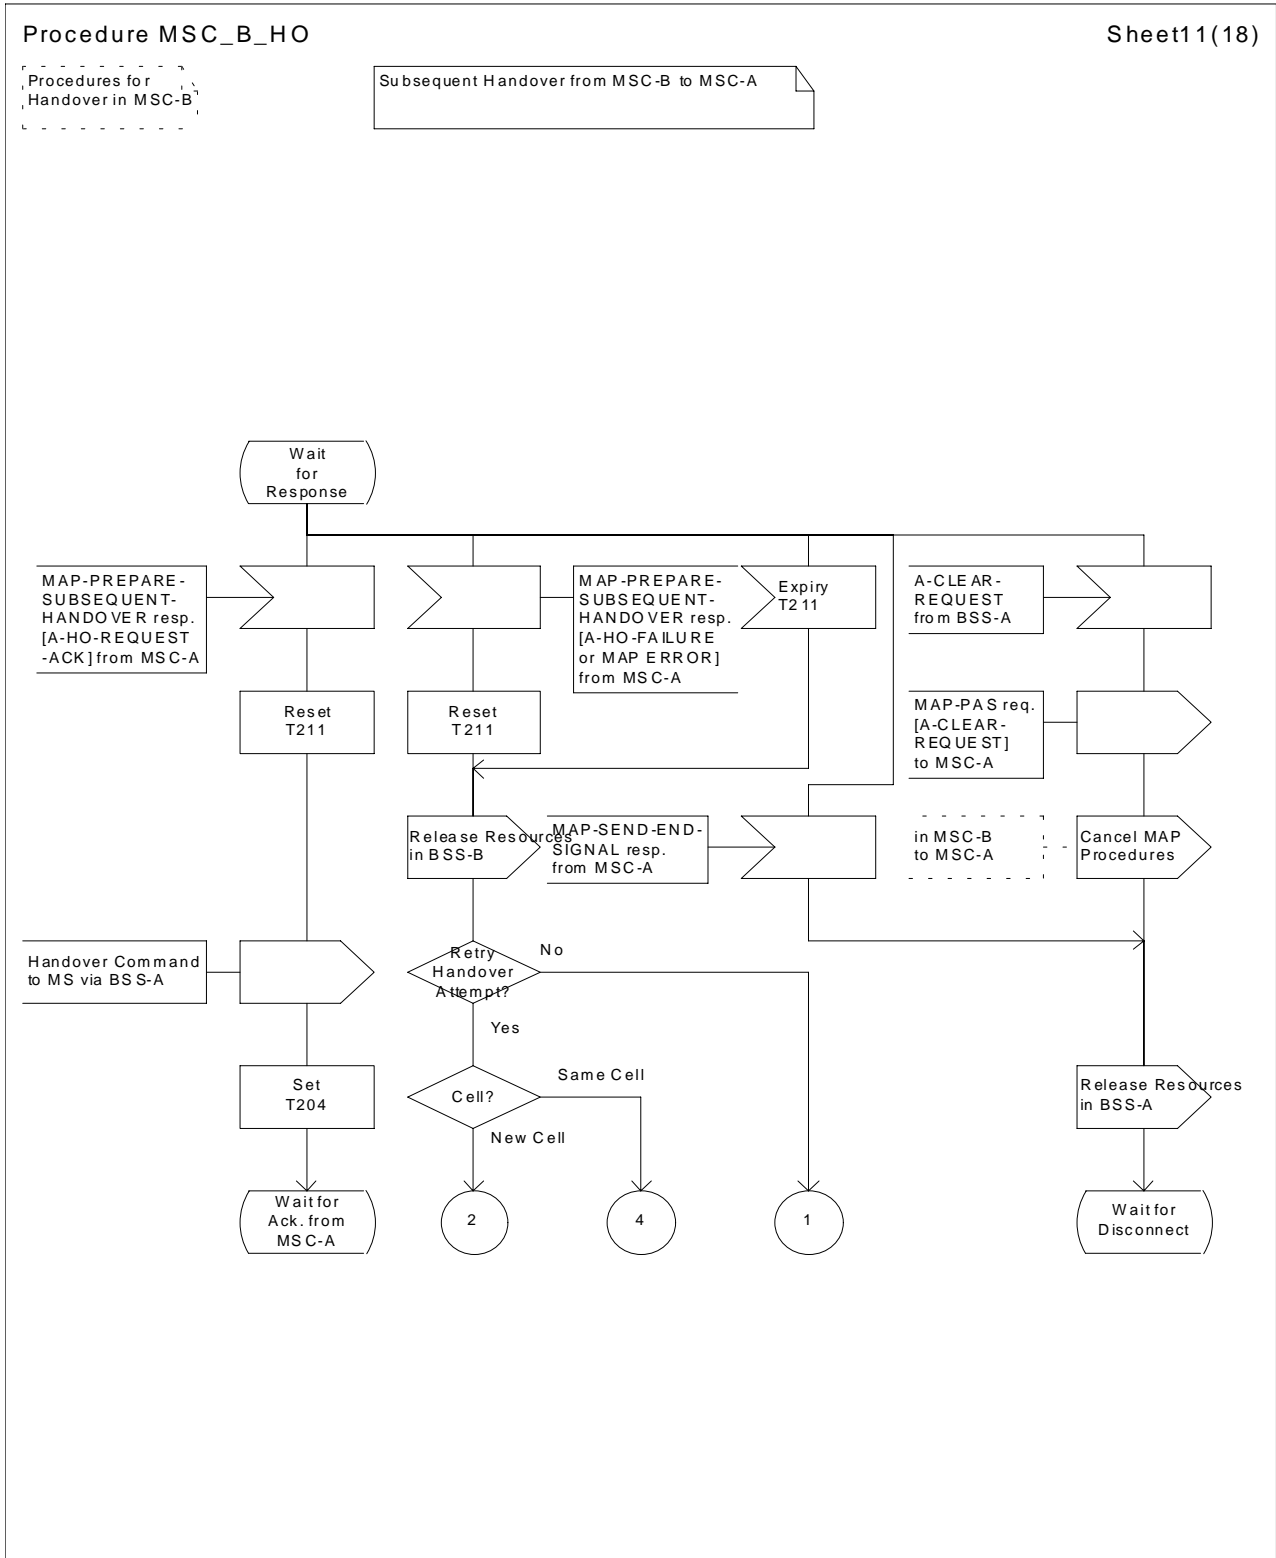 Procedure MSC_B_HO
Sheet11(18)
Procedures for
Handover in MSC-B
Subsequent Handover from MSC-B to MSC-A
Wait
for
Response
MAP-PREPARE-
SUBSEQUENT-
HANDOVER resp.
[A-HO-REQUEST
-ACK] from MSC-A
MAP-PREPARE-
SUBSEQUENT-
HANDOVER resp.
[A-HO-FAILURE
or MAP ERROR]
from MSC-A
Expiry
T211
A-CLEAR-
REQUEST
from BSS-A
Reset
T211
Reset
T211
MAP-PAS req.
[A-CLEAR-
REQUEST]
to MSC-A
Release Resources
in BSS-B
MAP-SEND-END-
SIGNAL resp.
from MSC-A
in MSC-B
to MSC-A
Cancel MAP
Procedures
Handover Command
to MS via BSS-A
Retry
Handover
Attempt?
No
Yes
Set
T204
Cell?
Same Cell
New Cell
Release Resources
in BSS-A
Wait for
Ack. from
MSC-A
2
4
1
Wait for
Disconnect